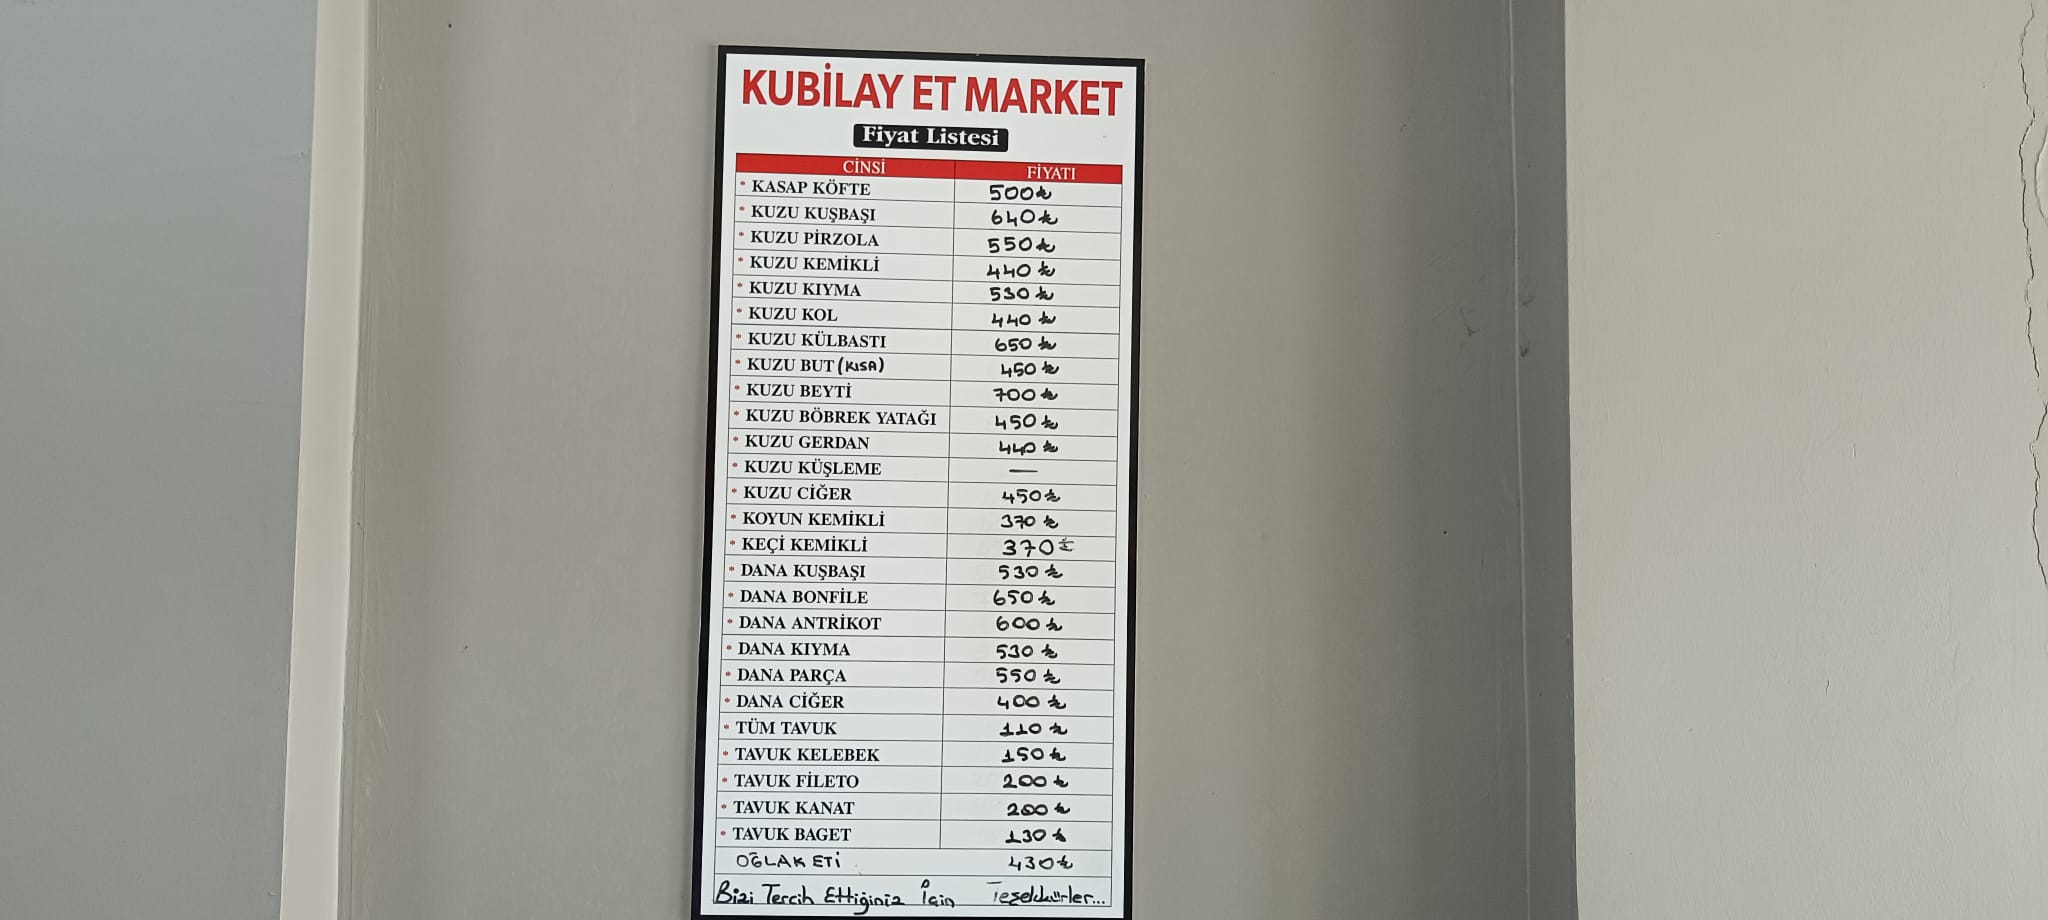 KUBİLAY ET MARKET
Fiyat Listesi
CİNSİ FİYATI
* KASAP KÖFTE 500₺
* KUZU KUŞBAŞI 640₺
* KUZU PİRZOLA 550₺
* KUZU KEMİKLİ 440 ₺
* KUZU KIYMA 530 ₺
* KUZU KOL 440 ₺
* KUZU KÜLBASTI 650 ₺
* KUZU BUT (KISA) 450 ₺
* KUZU BEYTİ 700 ₺
* KUZU BÖBREK YATAĞI 450 ₺
* KUZU GERDAN 440 ₺
* KUZU KÜŞLEME —
* KUZU CİĞER 450 ₺
* KOYUN KEMİKLİ 370 ₺
* KEÇİ KEMİKLİ 370 ₺
* DANA KUŞBAŞI 530 ₺
* DANA BONFİLE 650 ₺
* DANA ANTRİKOT 600 ₺
* DANA KIYMA 530 ₺
* DANA PARÇA 550 ₺
* DANA CİĞER 400 ₺
* TÜM TAVUK 110 ₺
* TAVUK KELEBEK 150 ₺
* TAVUK FİLETO 200 ₺
* TAVUK KANAT 200 ₺
* TAVUK BAGET 130 ₺
OĞLAK ETİ 430₺
Bizi Tercih Ettiğiniz İçin Teşekkürler...